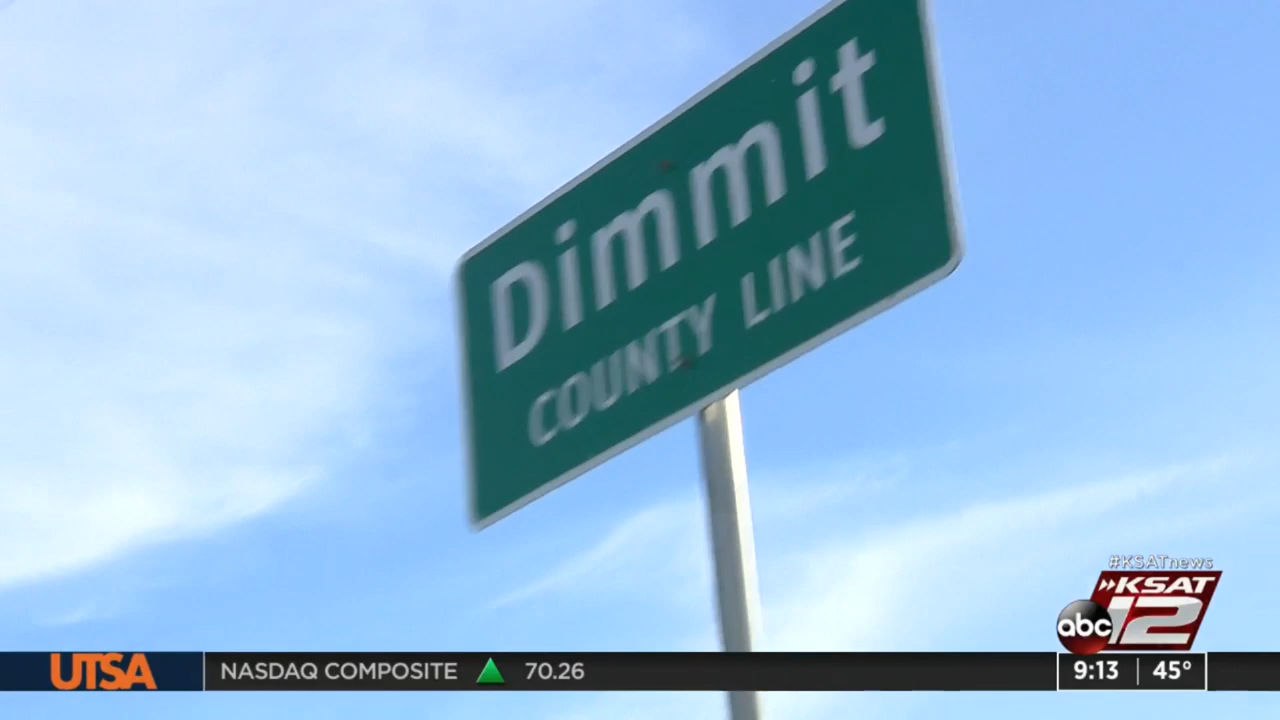 Dimmit
COUNTY LINE
#KSATnews
KSAT
abc 12
UTSA NASDAQ COMPOSITE 70.26 9:13 45°